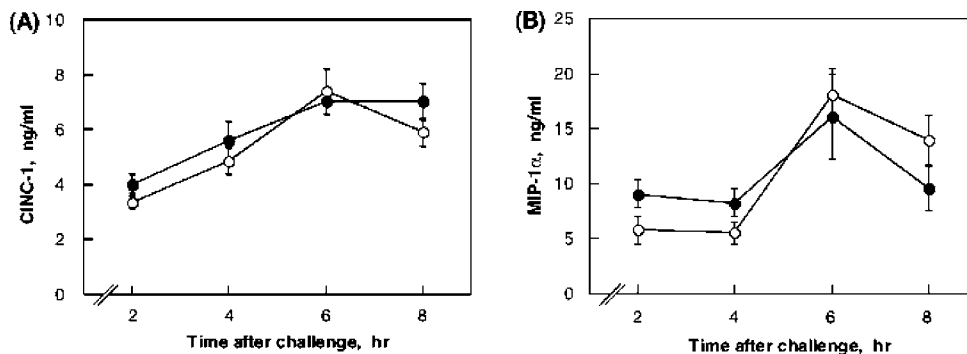 (A)
10
8
6
4
2
0
CINC-1, ng/ml
2 4 6 8
Time after challenge, hr
(B)
25
20
15
10
5
0
MIP-1α, ng/ml
2 4 6 8
Time after challenge, hr